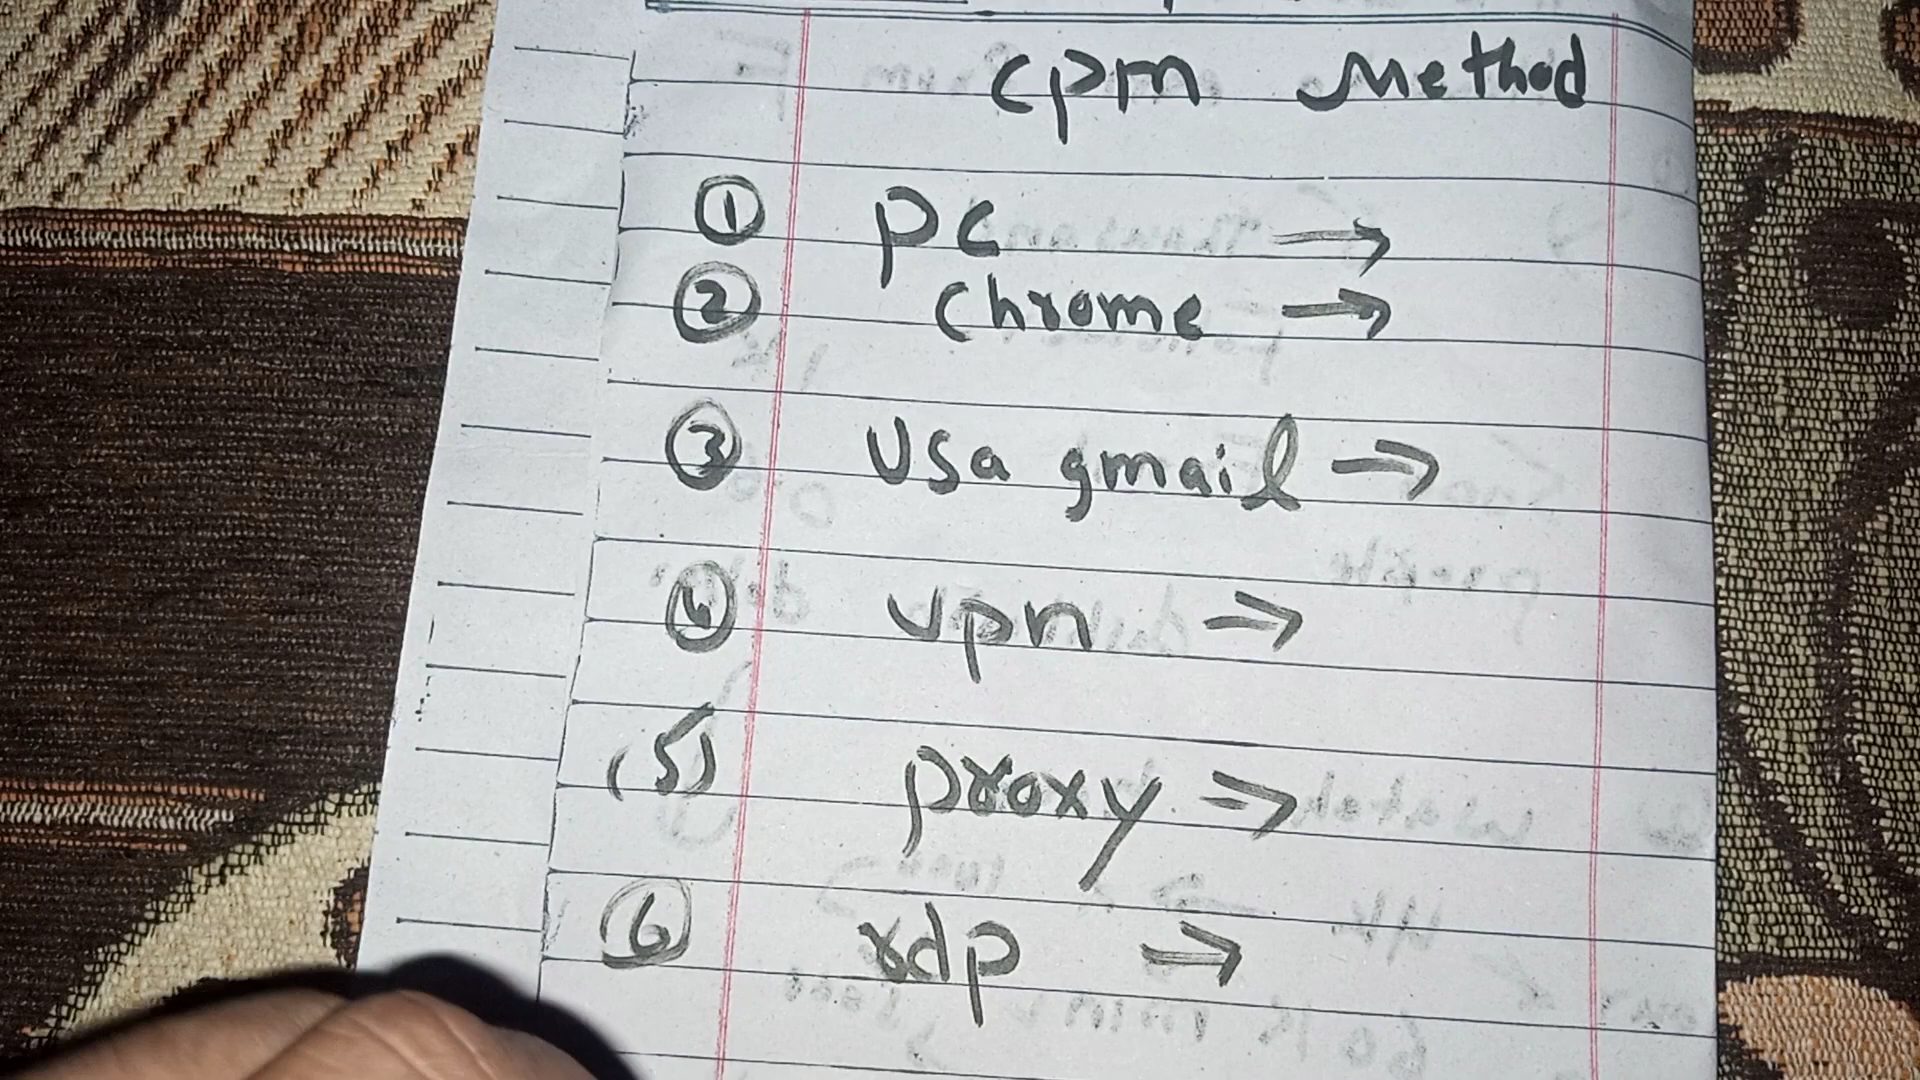 cpm Method
① pc →
② Chrome →
③ Usa gmail →
④ vpn →
(5) proxy →
⑥ rdp →